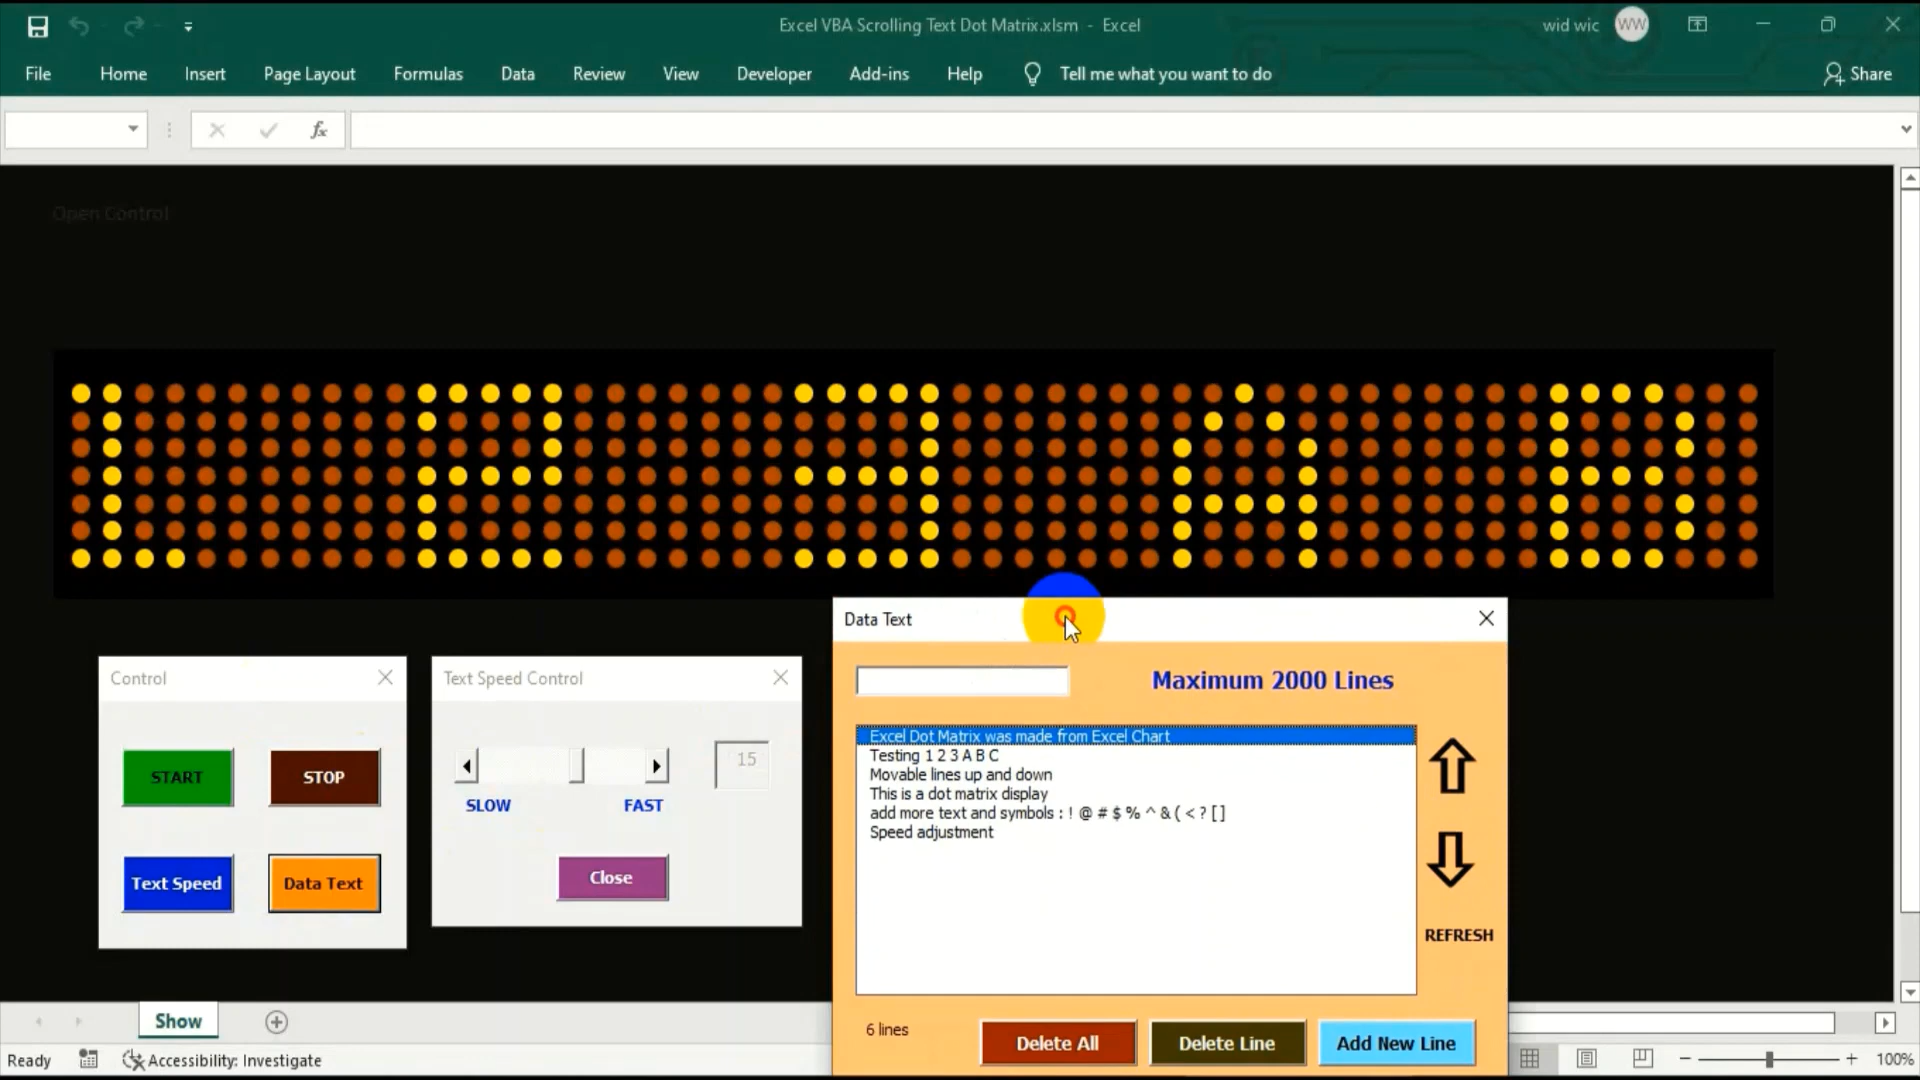 Excel VBA Scrolling Text Dot Matrix.xlsm - Excel
wid wic
WW
File Home Insert Page Layout Formulas Data Review View Developer Add-ins Help Tell me what you want to do
Share
fx
Open Control
1 2 3 A B
Data Text
Maximum 2000 Lines
Excel Dot Matrix was made from Excel Chart
Testing 1 2 3 A B C
Movable lines up and down
This is a dot matrix display
add more text and symbols : ! @ # $ % ^ & ( < ? [ ]
Speed adjustment
REFRESH
6 lines
Delete All
Delete Line
Add New Line
Control
START
STOP
Text Speed
Data Text
Text Speed Control
15
SLOW
FAST
Close
Show
Ready
Accessibility: Investigate
100%